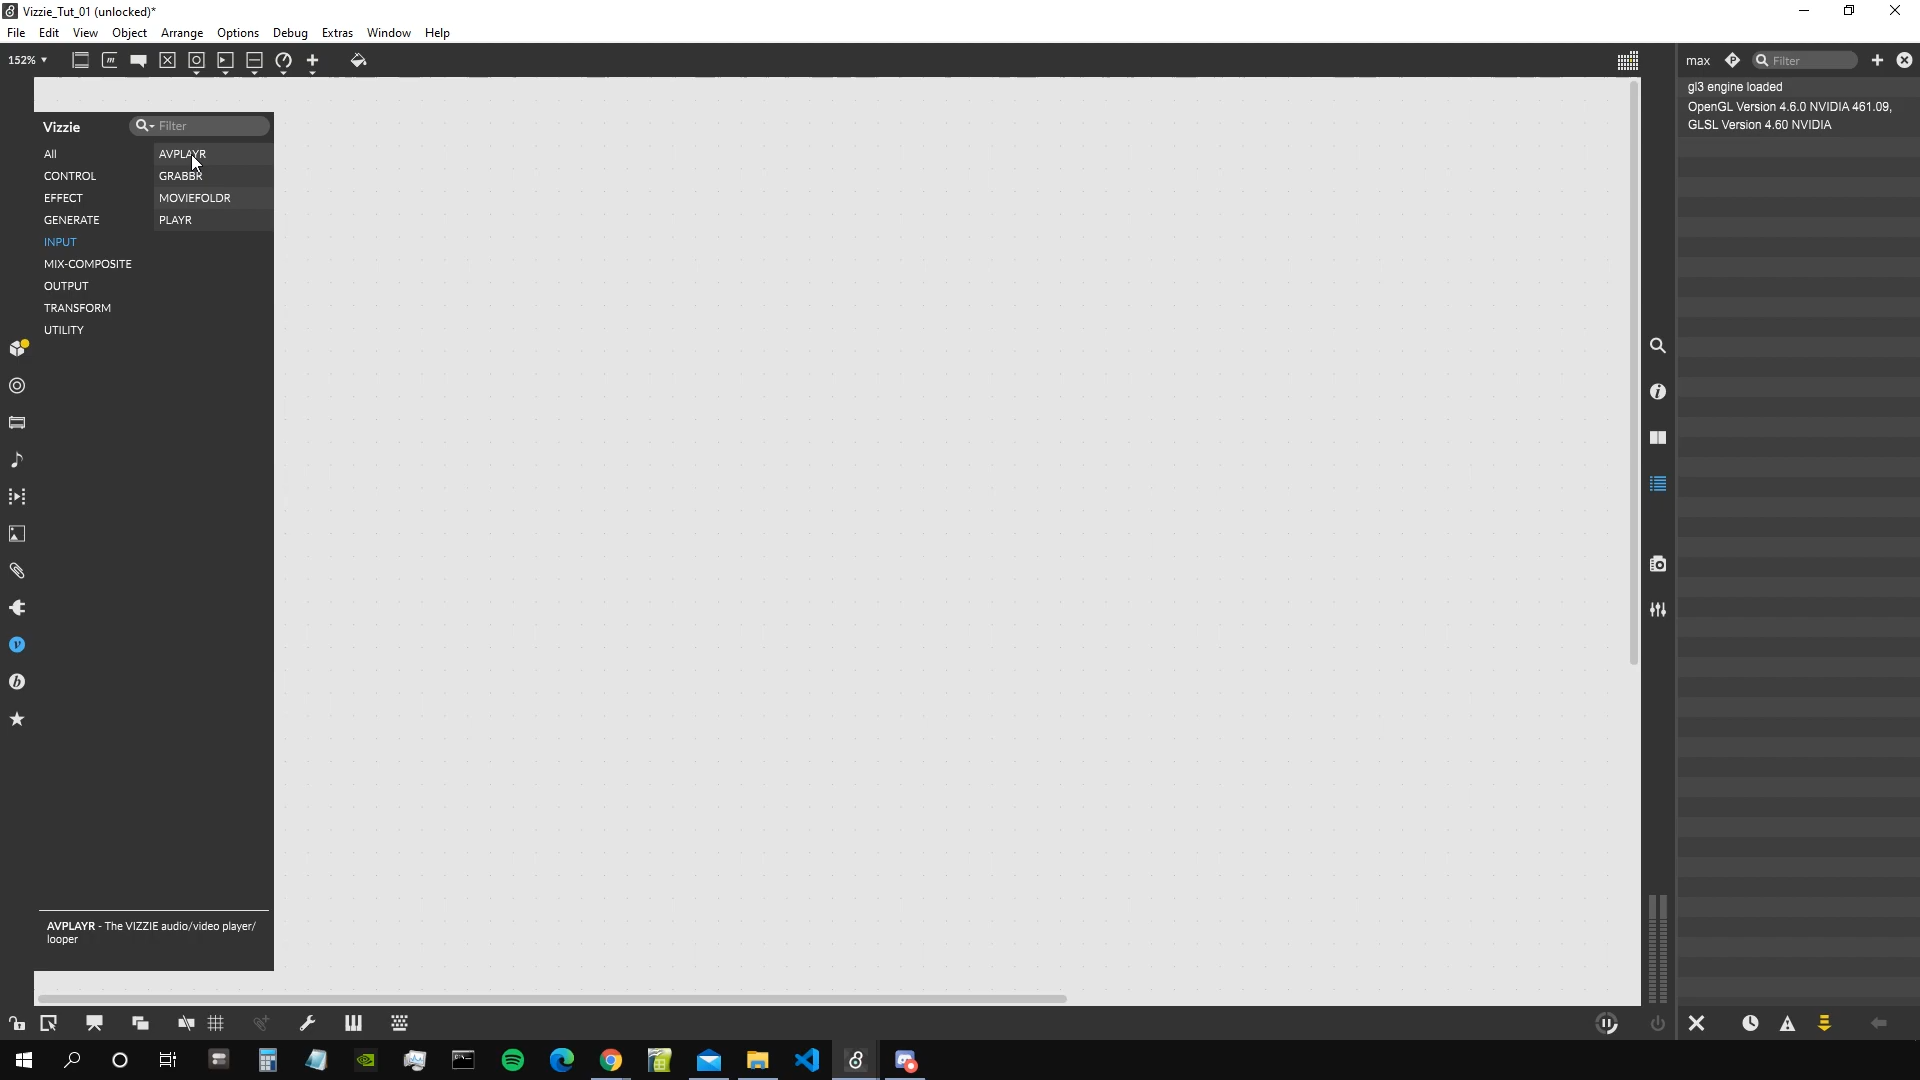 Vizzie_Tut_01 (unlocked)*
File Edit View Object Arrange Options Debug Extras Window Help
152%
max Filter
gl3 engine loaded
OpenGL Version 4.6.0 NVIDIA 461.09,
GLSL Version 4.60 NVIDIA
Vizzie Filter
All AVPLAYR
CONTROL GRABBR
EFFECT MOVIEFOLDR
GENERATE PLAYR
INPUT
MIX-COMPOSITE
OUTPUT
TRANSFORM
UTILITY
AVPLAYR - The VIZZIE audio/video player/
looper